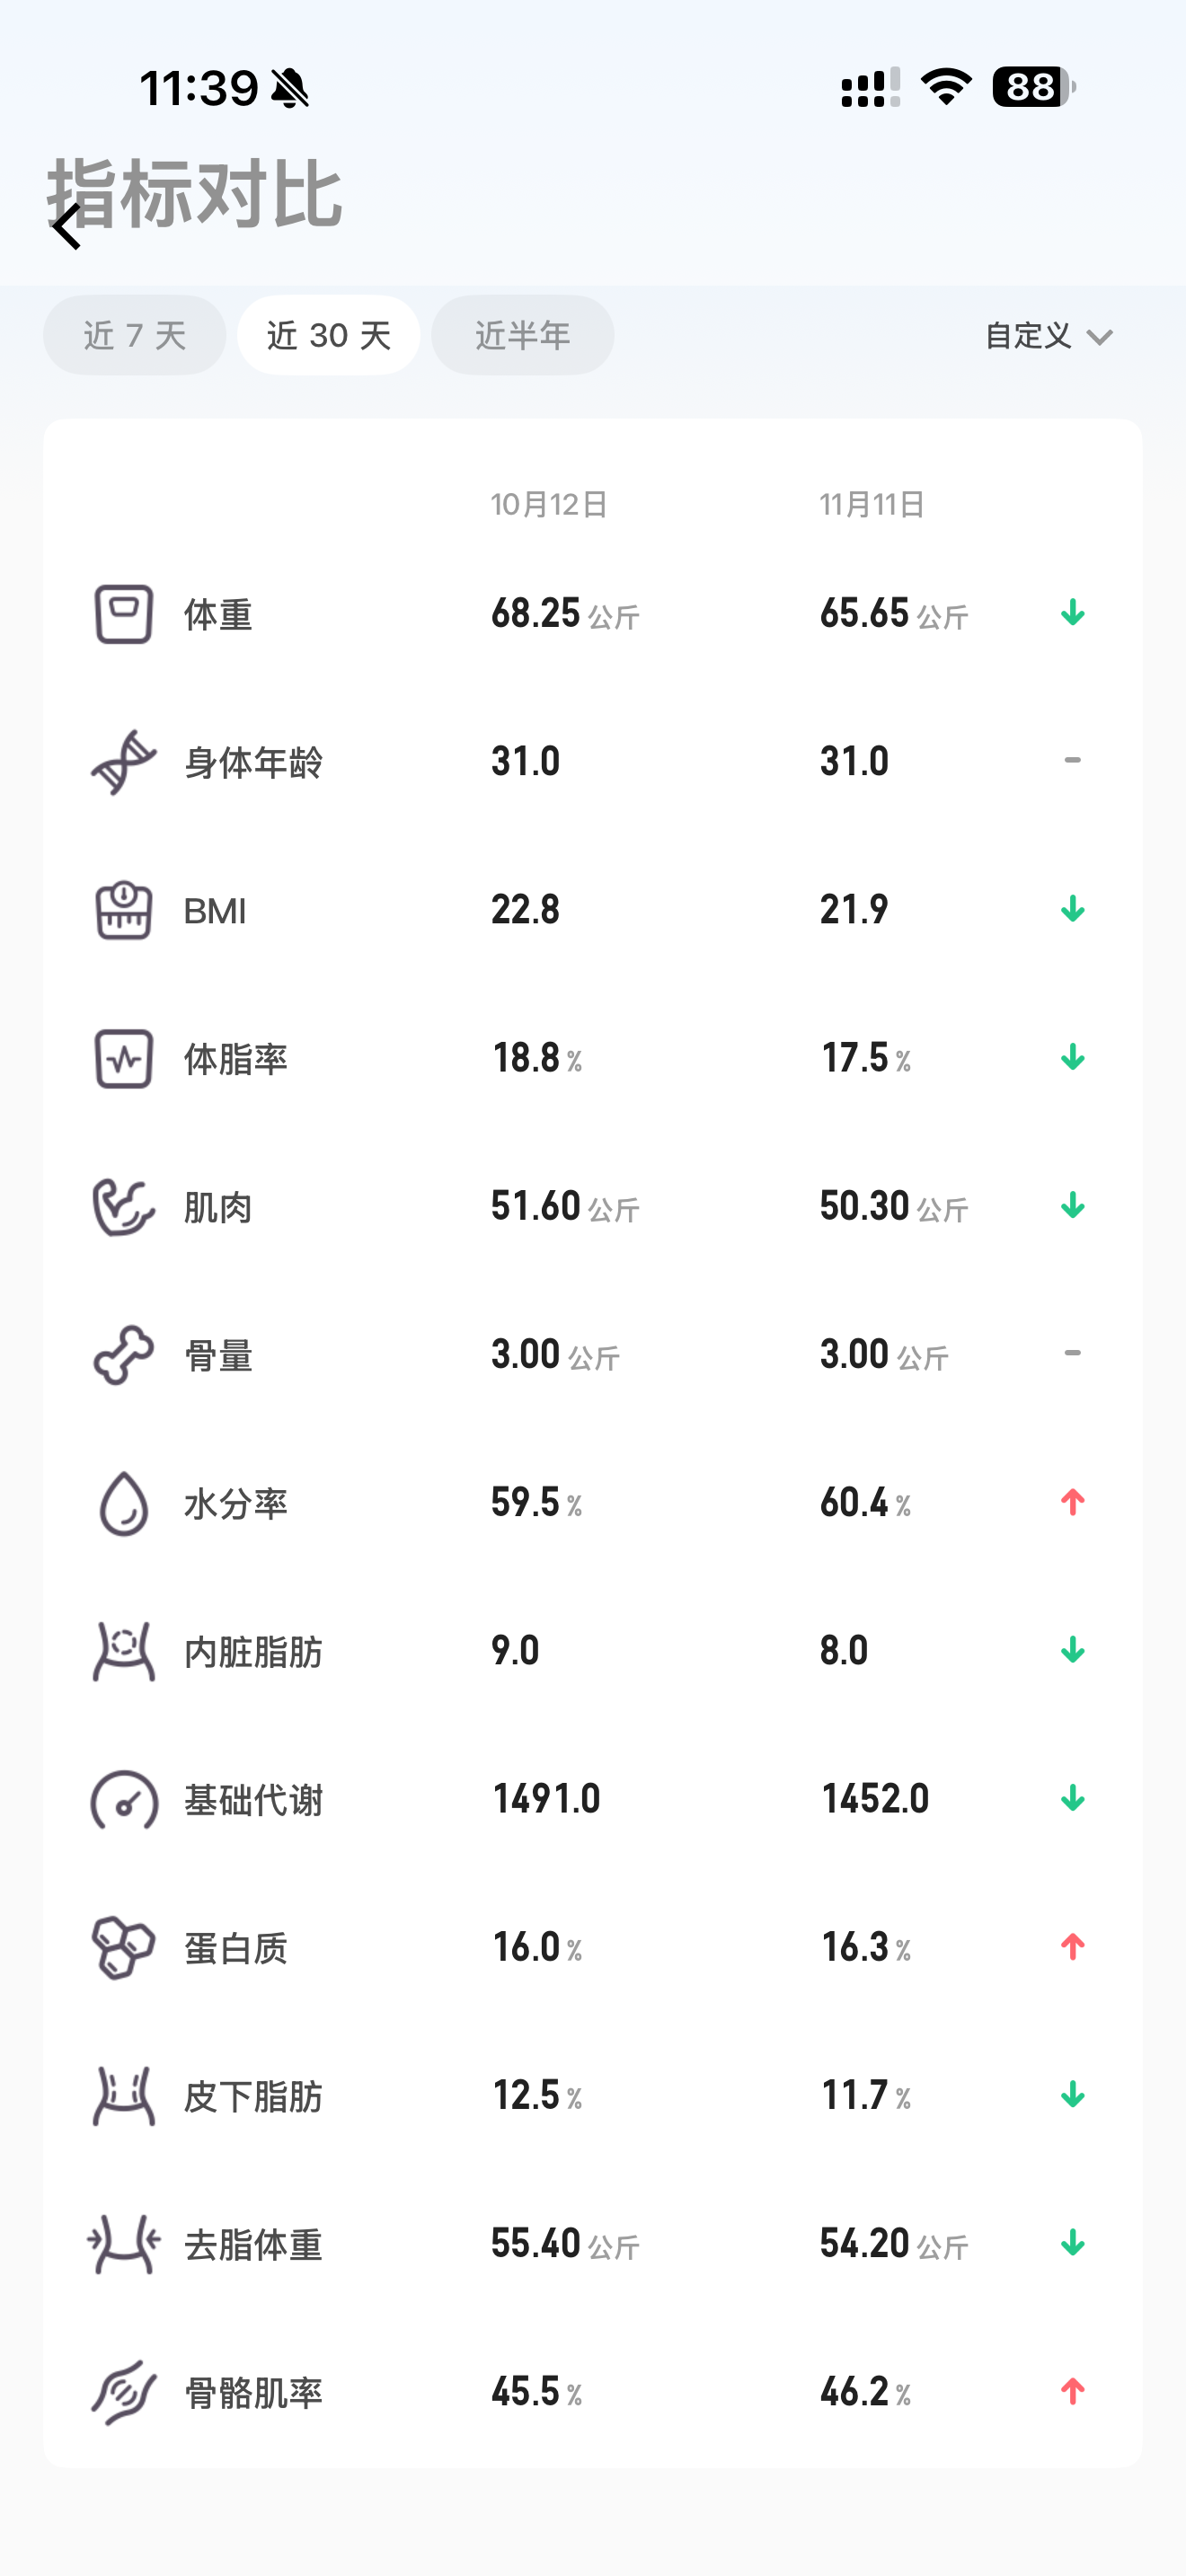 11:39 88
指标对比
近 7 天 近 30 天 近半年 自定义
10月12日 11月11日
体重 68.25 公斤 65.65 公斤
身体年龄 31.0 31.0 -
BMI 22.8 21.9
体脂率 18.8 % 17.5 %
肌肉 51.60 公斤 50.30 公斤
骨量 3.00 公斤 3.00 公斤 -
水分率 59.5 % 60.4 %
内脏脂肪 9.0 8.0
基础代谢 1491.0 1452.0
蛋白质 16.0 % 16.3 %
皮下脂肪 12.5 % 11.7 %
去脂体重 55.40 公斤 54.20 公斤
骨骼肌率 45.5 % 46.2 %